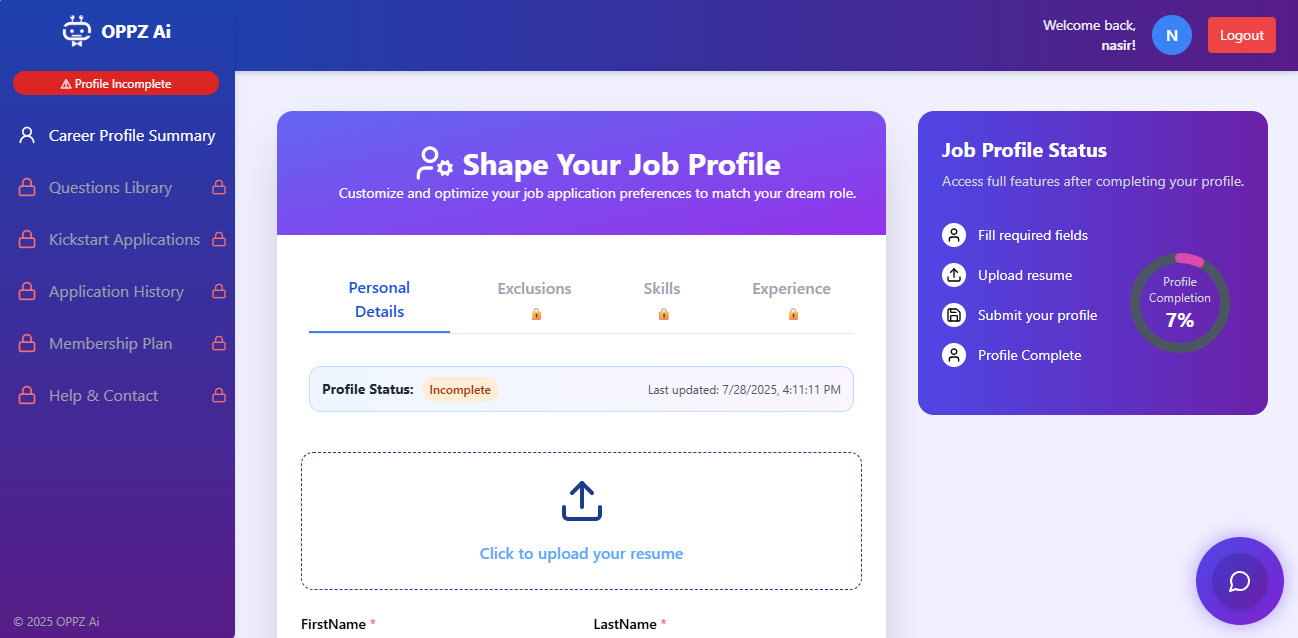 OPPZ Ai
Welcome back,
nasir!
N
Logout
⚠ Profile Incomplete
Career Profile Summary
Questions Library
Kickstart Applications
Application History
Membership Plan
Help & Contact
© 2025 OPPZ Ai
Shape Your Job Profile
Customize and optimize your job application preferences to match your dream role.
Personal
Details
Exclusions
Skills
Experience
Profile Status: Incomplete
Last updated: 7/28/2025, 4:11:11 PM
Click to upload your resume
FirstName *
LastName *
Job Profile Status
Access full features after completing your profile.
Fill required fields
Upload resume
Submit your profile
Profile Complete
Profile
Completion
7%